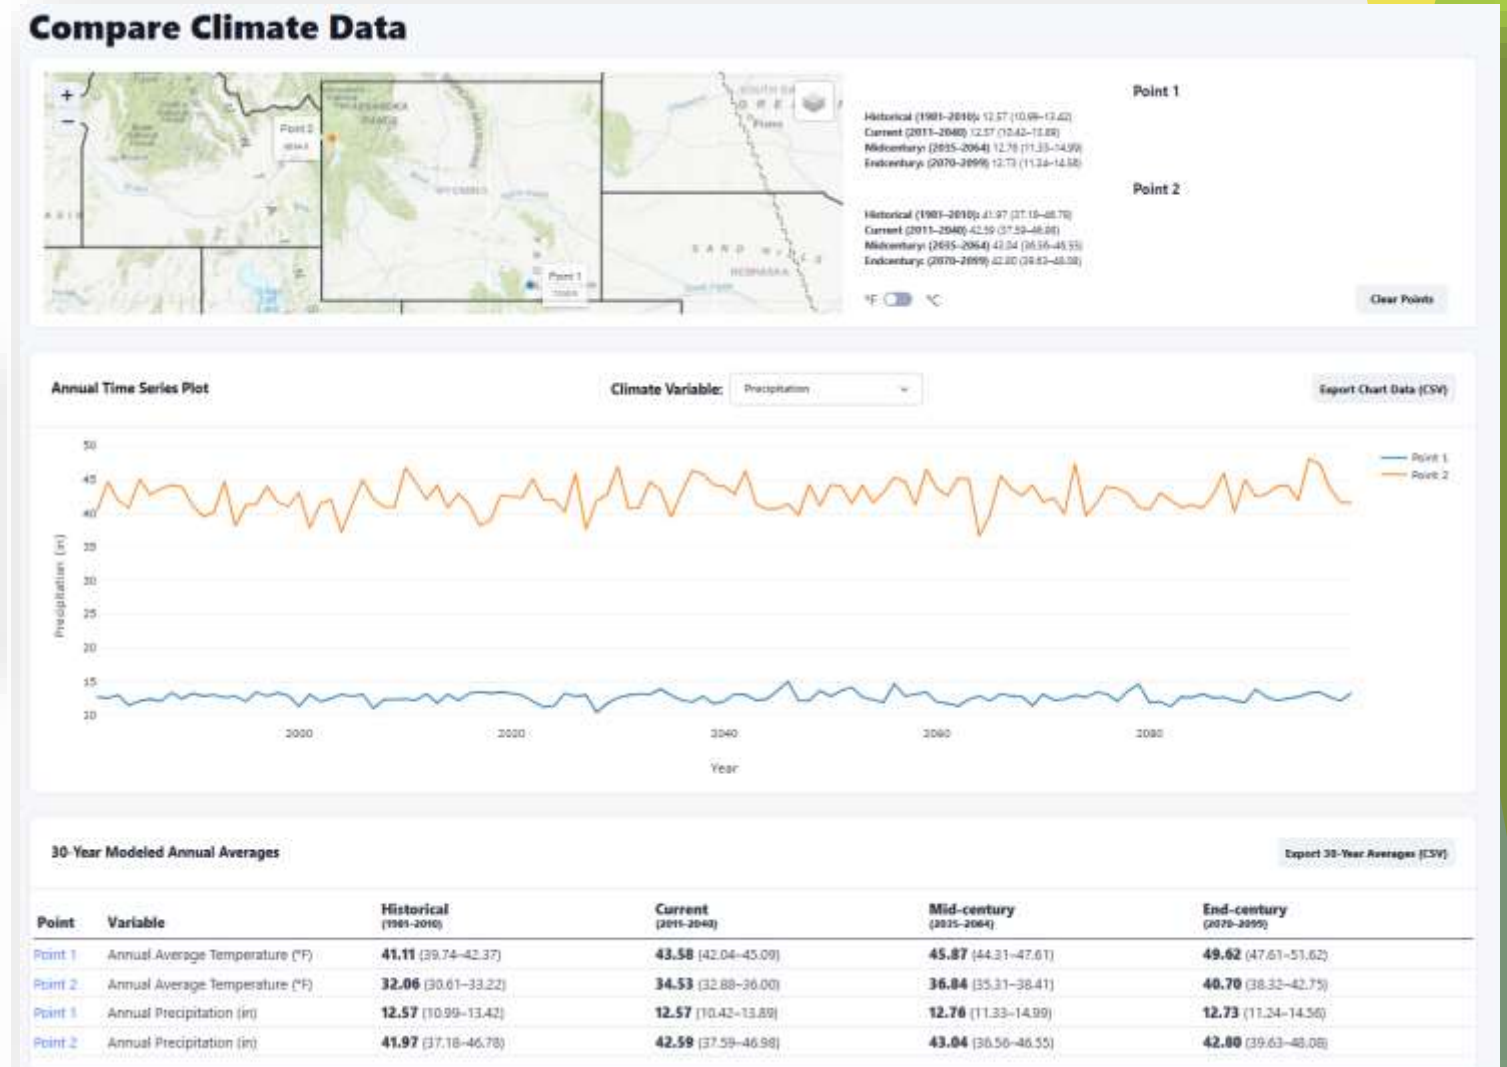 Compare Climate Data
+
−
Point 2
WYOMING
NEBRASKA
Point 1
Point 1
Historical (1981–2010): 12.57 (10.99–13.42)
Current (2011–2040) 12.57 (10.42–13.89)
Midcentury: (2035–2064) 12.76 (11.33–14.99)
Endcentury: (2070–2099) 12.73 (11.24–14.56)
Point 2
Historical (1981–2010): 41.97 (37.18–46.78)
Current (2011–2040) 42.59 (37.59–46.98)
Midcentury: (2035–2064) 43.04 (36.56–46.55)
Endcentury: (2070–2099) 42.80 (39.63–48.08)
°F °C
Clear Points
Annual Time Series Plot
Climate Variable: Precipitation
Export Chart Data (CSV)
Precipitation (in)
50
45
40
35
30
25
20
15
10
Point 1
Point 2
2000 2020 2040 2060 2080
Year
30-Year Modeled Annual Averages
Export 30-Year Averages (CSV)
Point Variable Historical (1981–2010) Current (2011–2040) Mid-century (2035–2064) End-century (2070–2099)
Point 1 Annual Average Temperature (°F) 41.11 (39.74–42.37) 43.58 (42.04–45.09) 45.87 (44.31–47.61) 49.62 (47.61–51.62)
Point 2 Annual Average Temperature (°F) 32.06 (30.61–33.22) 34.53 (32.88–36.00) 36.84 (35.31–38.41) 40.70 (38.32–42.75)
Point 1 Annual Precipitation (in) 12.57 (10.99–13.42) 12.57 (10.42–13.89) 12.76 (11.33–14.99) 12.73 (11.24–14.56)
Point 2 Annual Precipitation (in) 41.97 (37.18–46.78) 42.59 (37.59–46.98) 43.04 (36.56–46.55) 42.80 (39.63–48.08)